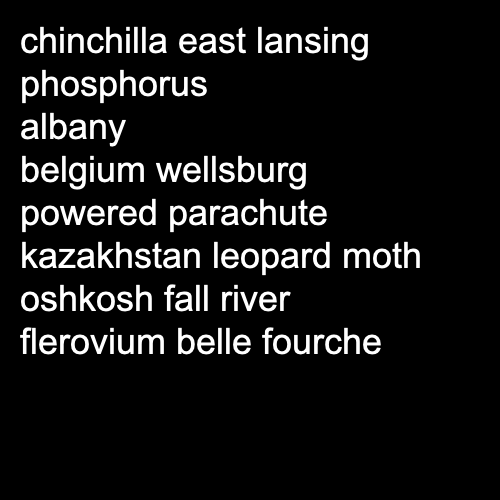 chinchilla east lansing
phosphorus
albany
belgium wellsburg
powered parachute
kazakhstan leopard moth
oshkosh fall river
flerovium belle fourche